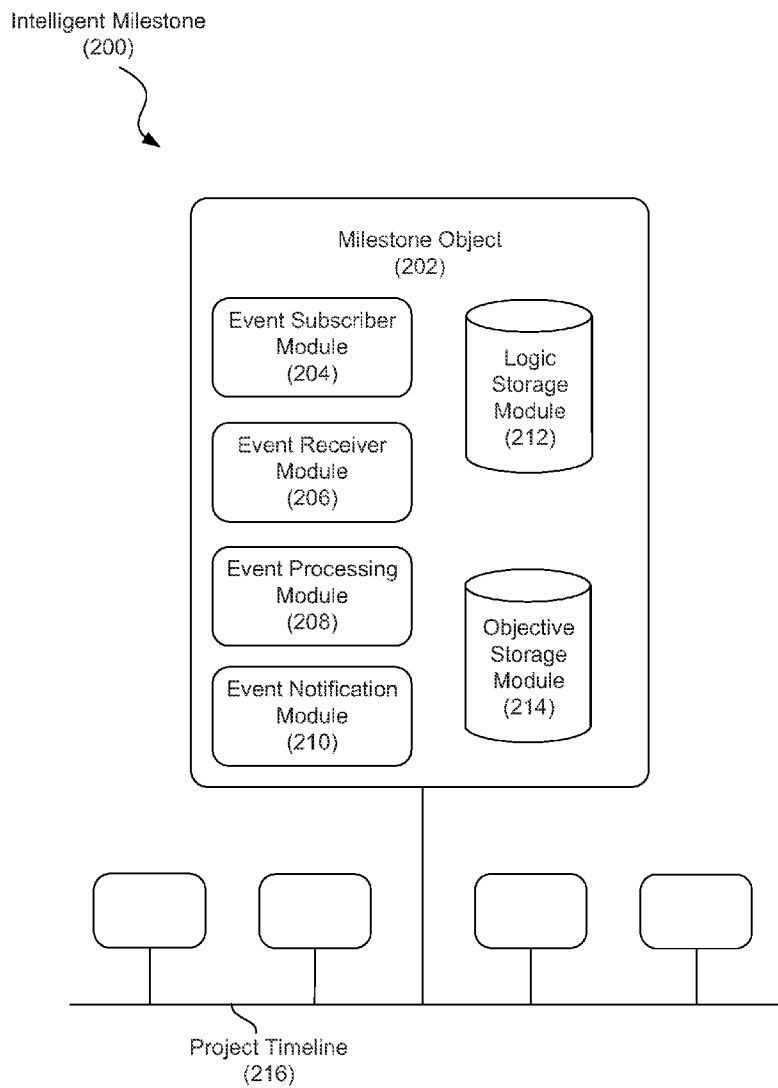 Intelligent Milestone
(200)
Milestone Object
(202)
Event Subscriber
Module
(204)
Event Receiver
Module
(206)
Event Processing
Module
(208)
Event Notification
Module
(210)
Logic
Storage
Module
(212)
Objective
Storage
Module
(214)
Project Timeline
(216)